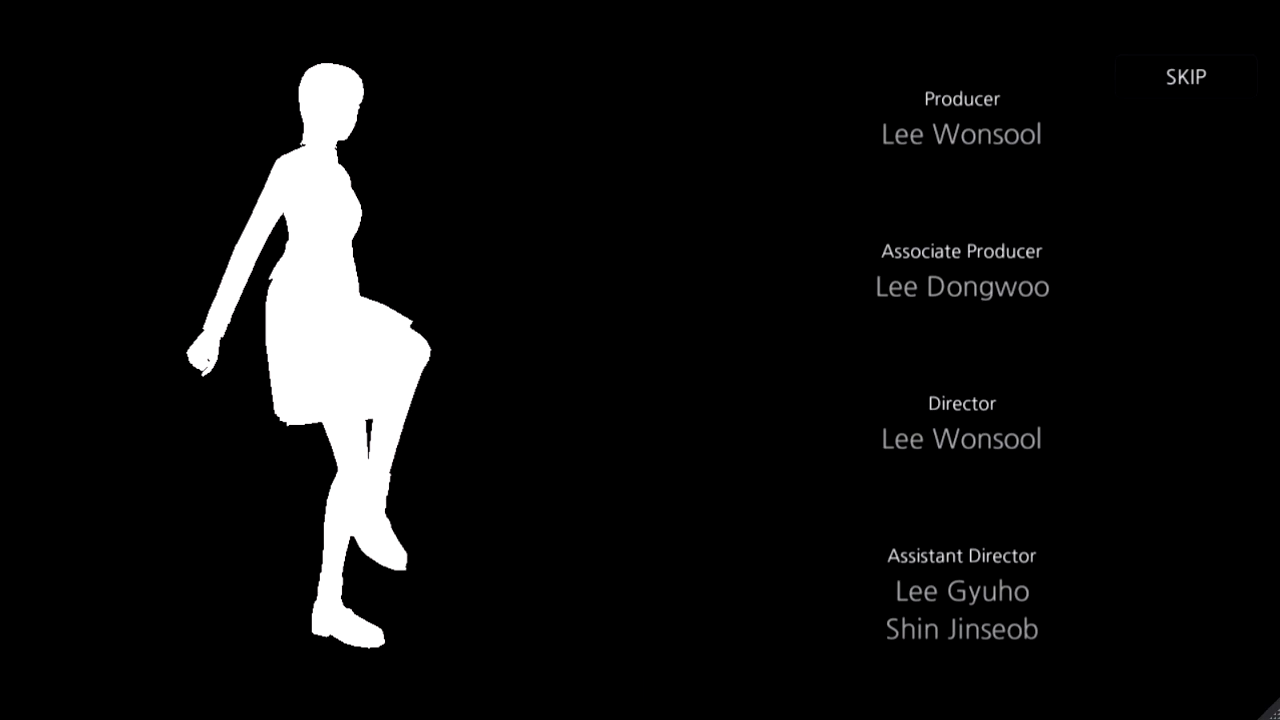 SKIP
Producer
Lee Wonsool
Associate Producer
Lee Dongwoo
Director
Lee Wonsool
Assistant Director
Lee Gyuho
Shin Jinseob